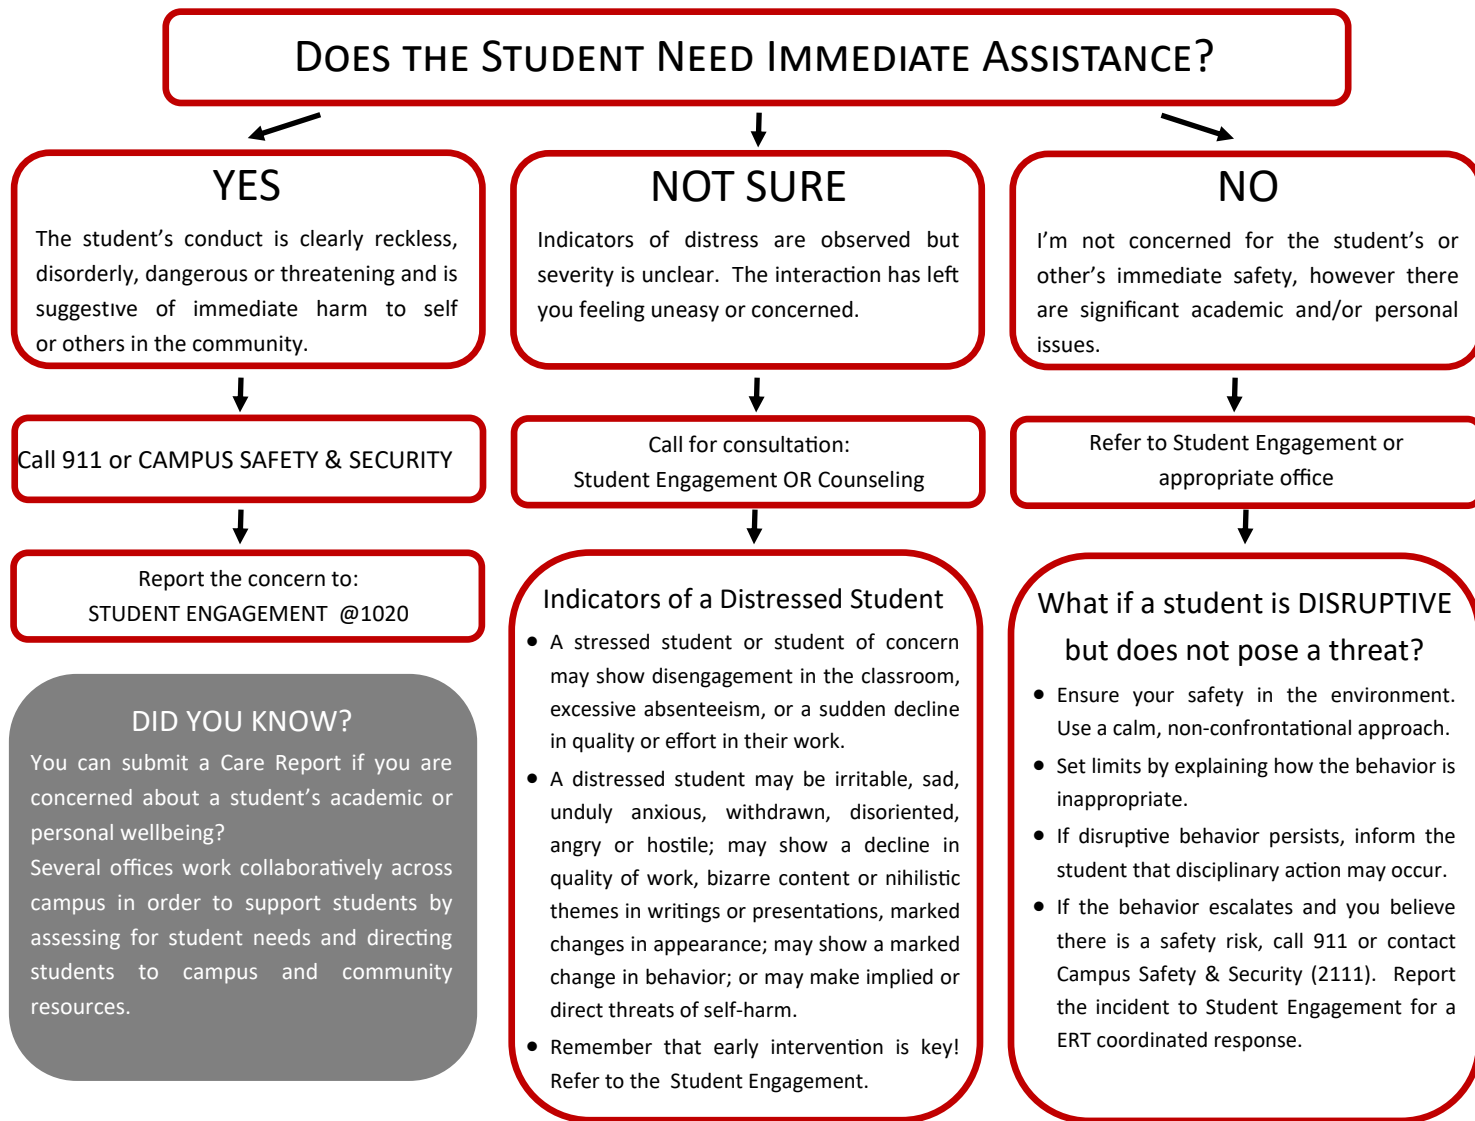 DOES THE STUDENT NEED IMMEDIATE ASSISTANCE?
YES
The student’s conduct is clearly reckless,
disorderly, dangerous or threatening and is
suggestive of immediate harm to self
or others in the community.
Call 911 or CAMPUS SAFETY & SECURITY
Report the concern to:
STUDENT ENGAGEMENT @1020
DID YOU KNOW?
You can submit a Care Report if you are
concerned about a student’s academic or
personal wellbeing?
Several offices work collaboratively across
campus in order to support students by
assessing for student needs and directing
students to campus and community
resources.
NOT SURE
Indicators of distress are observed but
severity is unclear. The interaction has left
you feeling uneasy or concerned.
Call for consultation:
Student Engagement OR Counseling
Indicators of a Distressed Student
• A stressed student or student of concern
may show disengagement in the classroom,
excessive absenteeism, or a sudden decline
in quality or effort in their work.
• A distressed student may be irritable, sad,
unduly anxious, withdrawn, disoriented,
angry or hostile; may show a decline in
quality of work, bizarre content or nihilistic
themes in writings or presentations, marked
changes in appearance; may show a marked
change in behavior; or may make implied or
direct threats of self-harm.
• Remember that early intervention is key!
Refer to the Student Engagement.
NO
I’m not concerned for the student’s or
other’s immediate safety, however there
are significant academic and/or personal
issues.
Refer to Student Engagement or
appropriate office
What if a student is DISRUPTIVE
but does not pose a threat?
• Ensure your safety in the environment.
Use a calm, non-confrontational approach.
• Set limits by explaining how the behavior is
inappropriate.
• If disruptive behavior persists, inform the
student that disciplinary action may occur.
• If the behavior escalates and you believe
there is a safety risk, call 911 or contact
Campus Safety & Security (2111). Report
the incident to Student Engagement for a
ERT coordinated response.